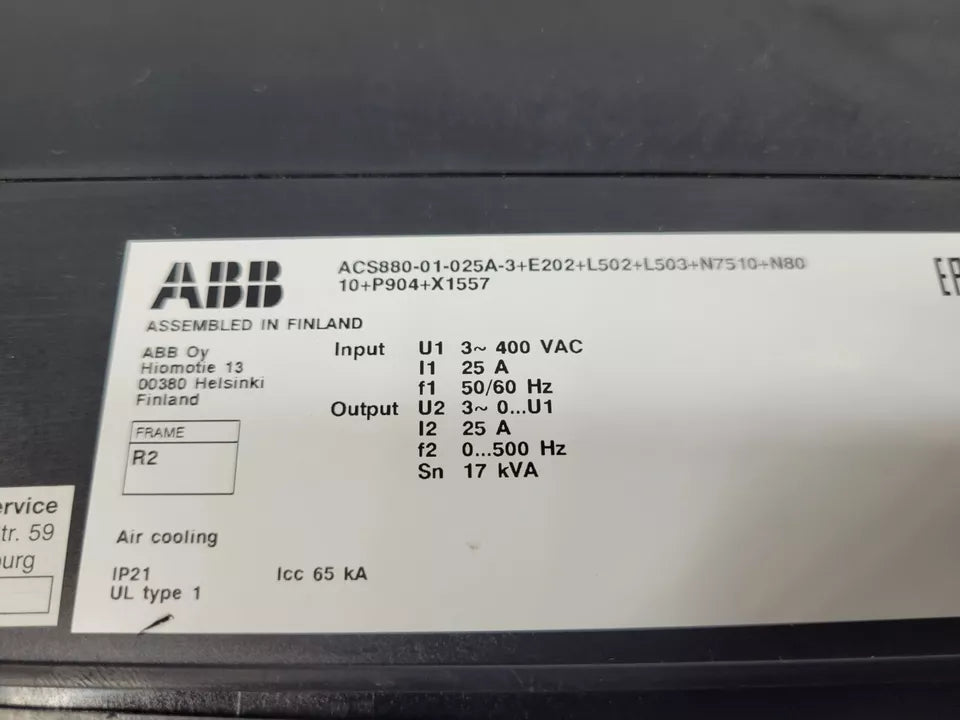 ABB
ACS880-01-025A-3+E202+L502+L503+N7510+N80
10+P904+X1557
ASSEMBLED IN FINLAND
ABB Oy
Hiomotie 13
00380 Helsinki
Finland
FRAME
R2
Input U1 3~ 400 VAC
I1 25 A
f1 50/60 Hz
Output U2 3~ 0...U1
I2 25 A
f2 0...500 Hz
Sn 17 kVA
Air cooling
IP21 Icc 65 kA
UL type 1
ervice
tr. 59
urg